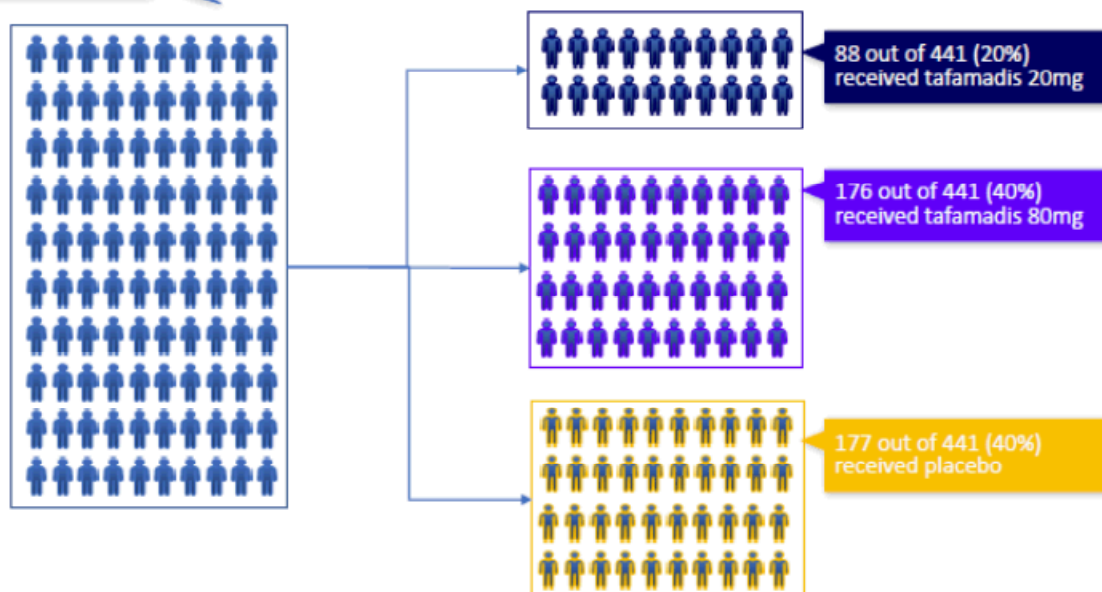 88 out of 441 (20%)
received tafamadis 20mg
176 out of 441 (40%)
received tafamadis 80mg
177 out of 441 (40%)
received placebo